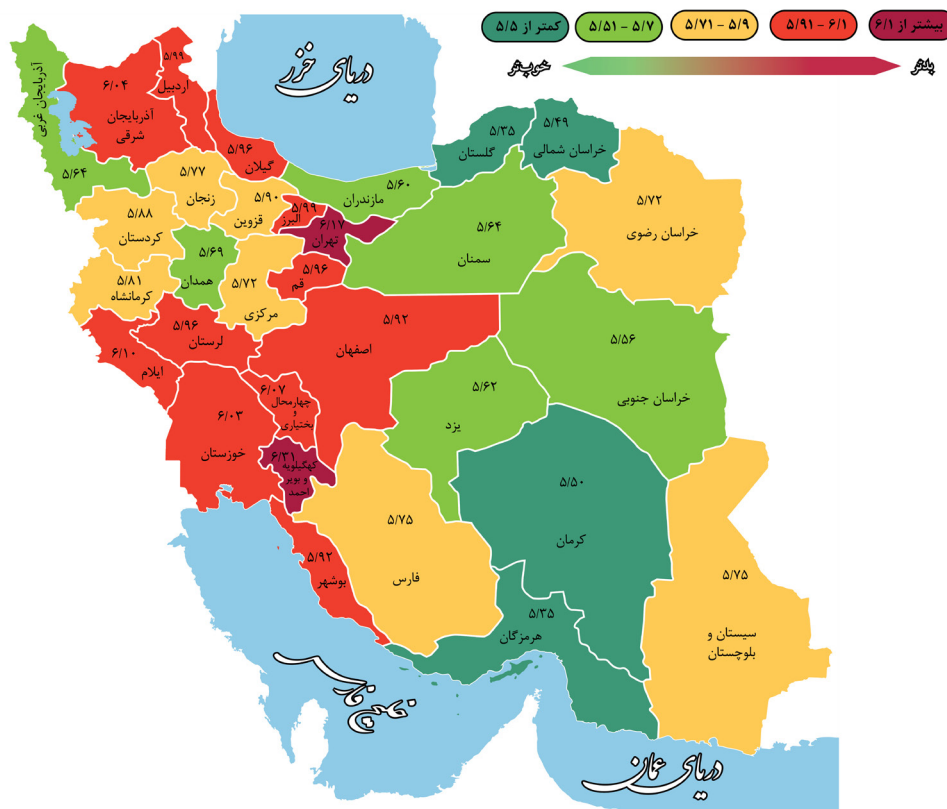 بیشتر از ۶/۱
۵/۹۱ – ۶/۱
۵/۷۱ – ۵/۹
۵/۵۱ – ۵/۷
کمتر از ۵/۵
بدتر
خوب‌تر
دریای خزر
۵/۹۹
اردبیل
۶/۰۴
آذربایجان
شرقی
آذربایجان غربی
۵/۶۴
۵/۹۶
گیلان
۵/۳۵
گلستان
۵/۴۹
خراسان شمالی
۵/۷۲
خراسان رضوی
۵/۶۰
مازندران
۵/۷۷
زنجان
۵/۹۰
قزوین
۵/۹۹
البرز
۶/۱۷
تهران
۵/۶۴
سمنان
۵/۸۸
کردستان
۵/۶۹
همدان
۵/۷۲
مرکزی
۵/۹۶
قم
۵/۸۱
کرمانشاه
۵/۹۶
لرستان
۵/۹۲
اصفهان
۵/۵۶
خراسان جنوبی
۶/۱۰
ایلام
۶/۰۷
چهارمحال
و
بختیاری
۵/۶۲
یزد
۶/۰۳
خوزستان
۶/۳۱
کهگیلویه
و بویر
احمد
۵/۵۰
کرمان
۵/۷۵
فارس
۵/۹۲
بوشهر
۵/۳۵
هرمزگان
۵/۷۵
سیستان و
بلوچستان
خلیج فارس
دریای عمان